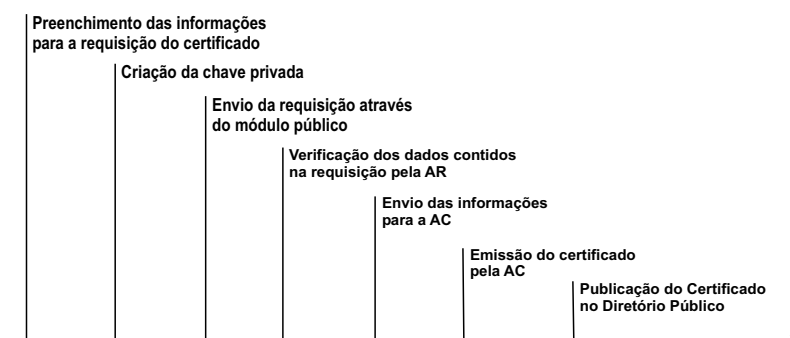 Preenchimento das informações
para a requisição do certificado
Criação da chave privada
Envio da requisição através
do módulo público
Verificação dos dados contidos
na requisição pela AR
Envio das informações
para a AC
Emissão do certificado
pela AC
Publicação do Certificado
no Diretório Público